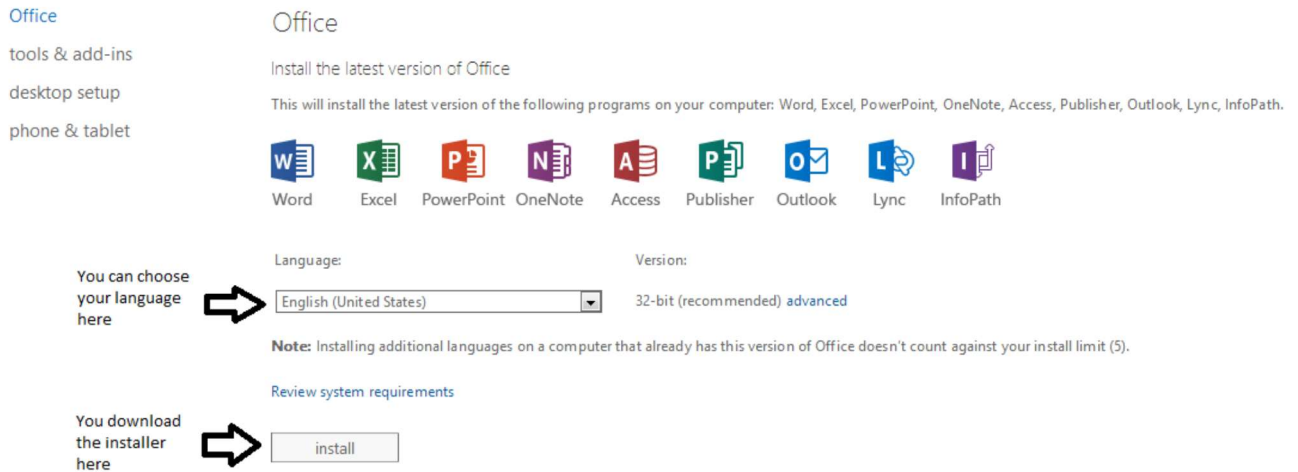 Office
tools & add-ins
desktop setup
phone & tablet
Office
Install the latest version of Office
This will install the latest version of the following programs on your computer: Word, Excel, PowerPoint, OneNote, Access, Publisher, Outlook, Lync, InfoPath.
W X P N A P O L I
Word Excel PowerPoint OneNote Access Publisher Outlook Lync InfoPath
Language: Version:
You can choose
your language
here
English (United States) 32-bit (recommended) advanced
Note: Installing additional languages on a computer that already has this version of Office doesn't count against your install limit (5).
Review system requirements
You download
the installer
here
install